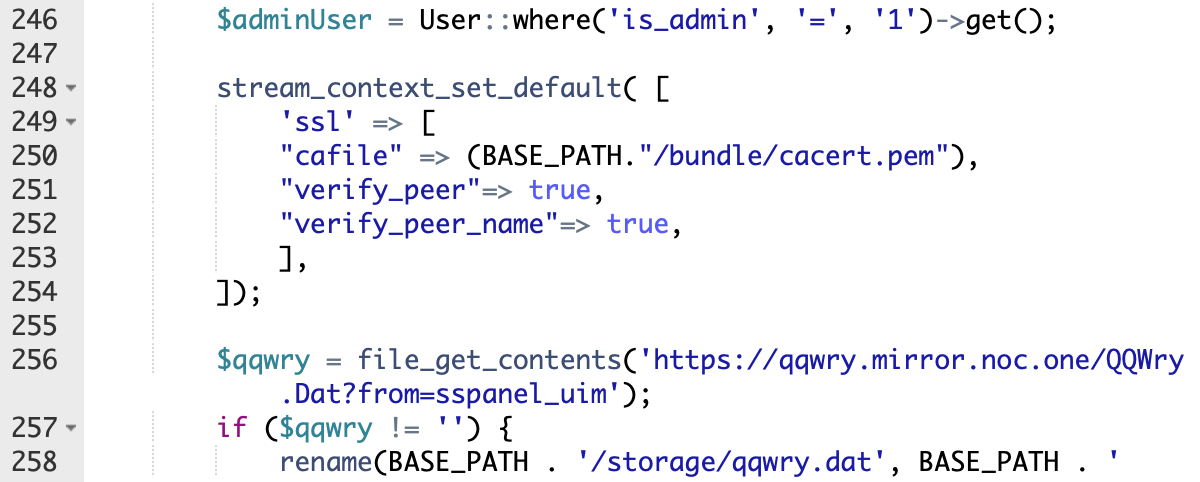 246 $adminUser = User::where('is_admin', '=', '1')->get();
247
248 stream_context_set_default( [
249 'ssl' => [
250 "cafile" => (BASE_PATH."/bundle/cacert.pem"),
251 "verify_peer"=> true,
252 "verify_peer_name"=> true,
253 ],
254 ]);
255
256 $qqwry = file_get_contents('https://qqwry.mirror.noc.one/QQWry
.Dat?from=sspanel_uim');
257 if ($qqwry != '') {
258 rename(BASE_PATH . '/storage/qqwry.dat', BASE_PATH . '